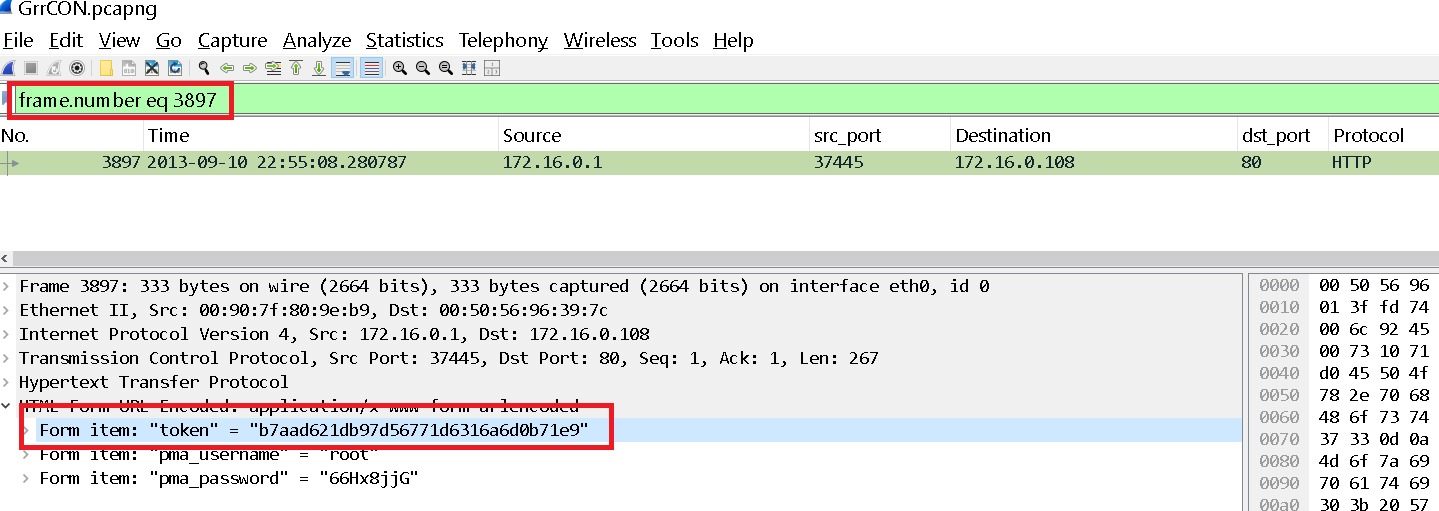 GrrCON.pcapng
File Edit View Go Capture Analyze Statistics Telephony Wireless Tools Help
frame.number eq 3897
No. Time Source src_port Destination dst_port Protocol
3897 2013-09-10 22:55:08.280787 172.16.0.1 37445 172.16.0.108 80 HTTP
Frame 3897: 333 bytes on wire (2664 bits), 333 bytes captured (2664 bits) on interface eth0, id 0
Ethernet II, Src: 00:90:7f:80:9e:b9, Dst: 00:50:56:96:39:7c
Internet Protocol Version 4, Src: 172.16.0.1, Dst: 172.16.0.108
Transmission Control Protocol, Src Port: 37445, Dst Port: 80, Seq: 1, Ack: 1, Len: 267
Hypertext Transfer Protocol
HTML Form URL Encoded: application/x-www-form-urlencoded
Form item: "token" = "b7aad621db97d56771d6316a6d0b71e9"
Form item: "pma_username" = "root"
Form item: "pma_password" = "66Hx8jjG"
0000 00 50 56 96
0010 01 3f fd 74
0020 00 6c 92 45
0030 00 73 10 71
0040 d0 45 50 4f
0050 78 2e 70 68
0060 48 6f 73 74
0070 37 33 0d 0a
0080 4d 6f 7a 69
0090 70 61 74 69
00a0 30 3b 20 57